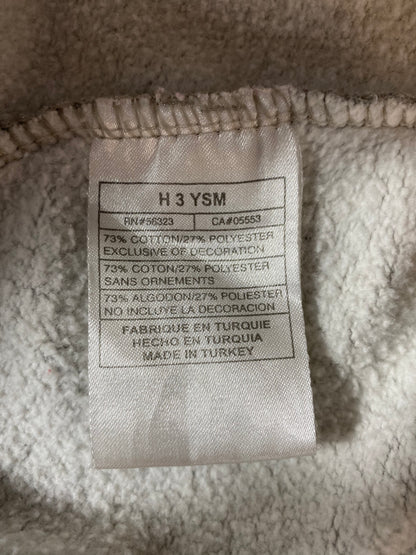 H 3 YSM
RN#56323 CA#05553
73% COTTON/27% POLYESTER
EXCLUSIVE OF DECORATION
73% COTON/27% POLYESTER
SANS ORNEMENTS
73% ALGODON/27% POLIESTER
NO INCLUYE LA DECORACION
FABRIQUE EN TURQUIE
HECHO EN TURQUIA
MADE IN TURKEY